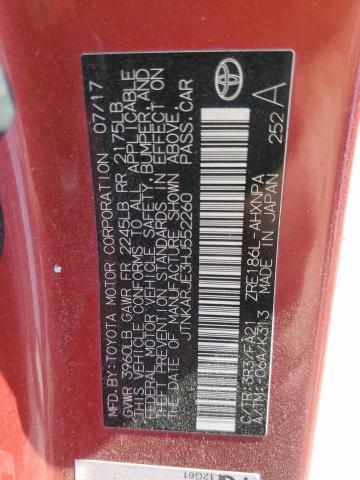 MFD.BY:TOYOTA MOTOR CORPORATION 07/17
GVWR 3960LB GAWR FR 2245LB RR 2175LB
THIS VEHICLE CONFORMS TO ALL APPLICABLE
FEDERAL MOTOR VEHICLE SAFETY, BUMPER, AND
THEFT PREVENTION STANDARDS IN EFFECT ON
THE DATE OF MANUFACTURE SHOWN ABOVE.
JTNKARJE3HJ552260 PASS.CAR
ZRE186L-AHXNPA
C/TR:3R3/FA21 252 A
A/TM:-06A/K313 MADE IN JAPAN
12G61